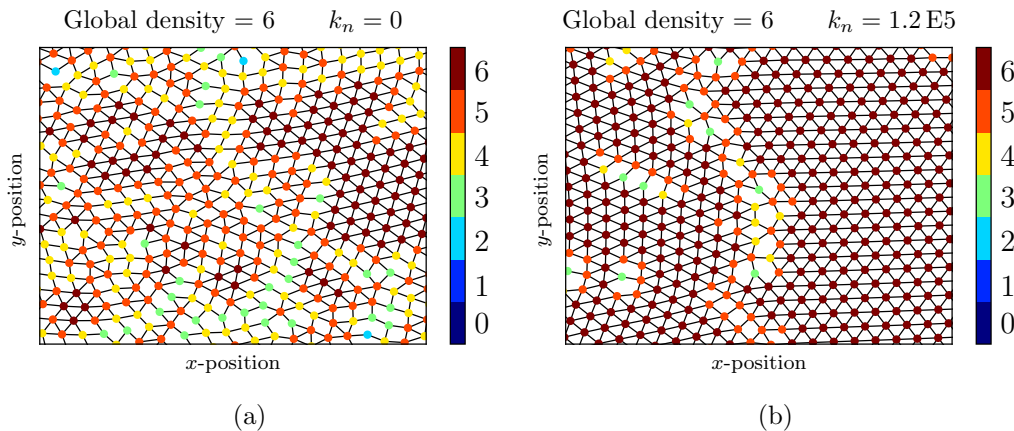 Global density = 6 k_n = 0
y-position
6
5
4
3
2
1
0
x-position
(a)
Global density = 6 k_n = 1.2 E5
y-position
6
5
4
3
2
1
0
x-position
(b)